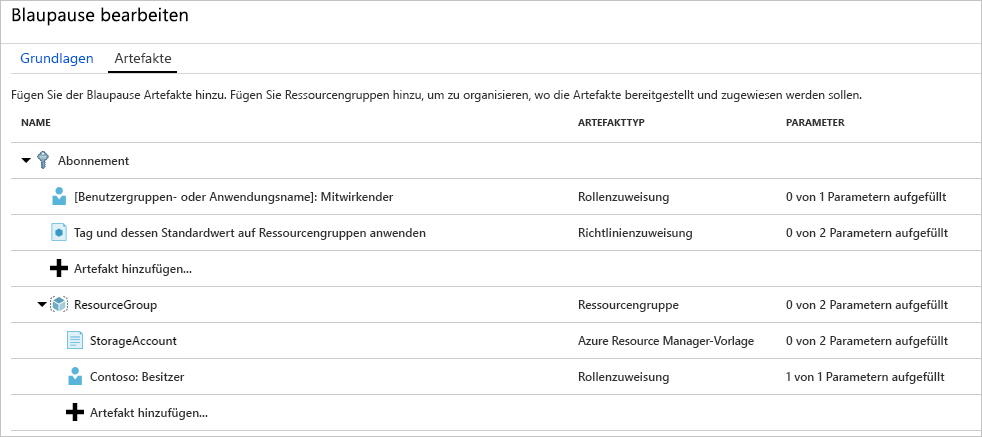 Blaupause bearbeiten
Grundlagen Artefakte
Fügen Sie der Blaupause Artefakte hinzu. Fügen Sie Ressourcengruppen hinzu, um zu organisieren, wo die Artefakte bereitgestellt und zugewiesen werden sollen.
NAME ARTEFAKTTYP PARAMETER
Abonnement
[Benutzergruppen- oder Anwendungsname]: Mitwirkender Rollenzuweisung 0 von 1 Parametern aufgefüllt
Tag und dessen Standardwert auf Ressourcengruppen anwenden Richtlinienzuweisung 0 von 2 Parametern aufgefüllt
Artefakt hinzufügen...
ResourceGroup Ressourcengruppe 0 von 2 Parametern aufgefüllt
StorageAccount Azure Resource Manager-Vorlage 0 von 2 Parametern aufgefüllt
Contoso: Besitzer Rollenzuweisung 1 von 1 Parametern aufgefüllt
Artefakt hinzufügen...